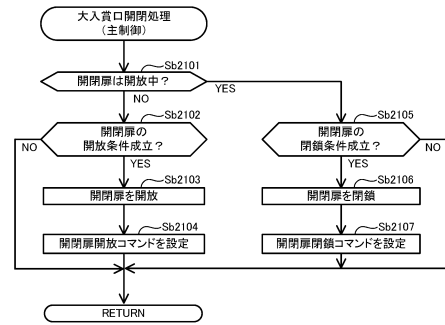 大入賞口開閉処理
(主制御)
Sb2101
開閉扉は開放中？
YES
NO
Sb2102
開閉扉の
開放条件成立？
NO
YES
Sb2105
開閉扉の
閉鎖条件成立？
NO
YES
Sb2103
開閉扉を開放
Sb2106
開閉扉を閉鎖
Sb2104
開閉扉開放コマンドを設定
Sb2107
開閉扉閉鎖コマンドを設定
RETURN